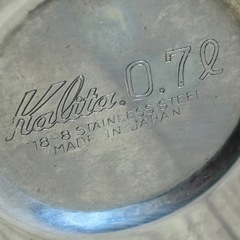 Kalita. 0.7ℓ
18-8 STAINLESS STEEL
MADE IN JAPAN